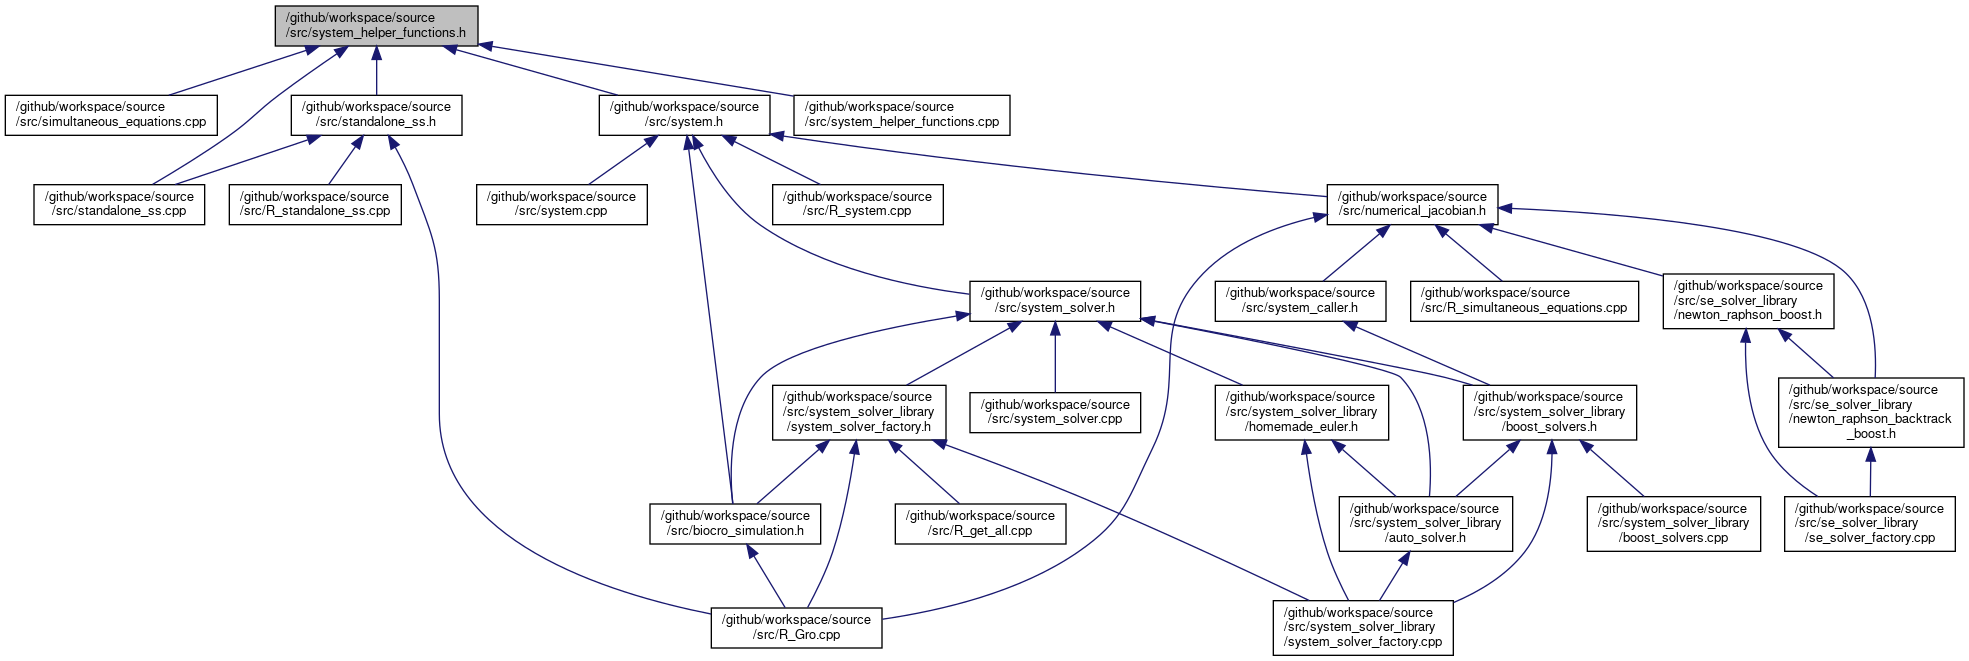 /github/workspace/source
/src/system_helper_functions.h
/github/workspace/source
/src/simultaneous_equations.cpp
/github/workspace/source
/src/standalone_ss.h
/github/workspace/source
/src/system.h
/github/workspace/source
/src/system_helper_functions.cpp
/github/workspace/source
/src/standalone_ss.cpp
/github/workspace/source
/src/R_standalone_ss.cpp
/github/workspace/source
/src/system.cpp
/github/workspace/source
/src/R_system.cpp
/github/workspace/source
/src/numerical_jacobian.h
/github/workspace/source
/src/system_solver.h
/github/workspace/source
/src/system_caller.h
/github/workspace/source
/src/R_simultaneous_equations.cpp
/github/workspace/source
/src/se_solver_library
/newton_raphson_boost.h
/github/workspace/source
/src/system_solver_library
/system_solver_factory.h
/github/workspace/source
/src/system_solver.cpp
/github/workspace/source
/src/system_solver_library
/homemade_euler.h
/github/workspace/source
/src/system_solver_library
/boost_solvers.h
/github/workspace/source
/src/se_solver_library
/newton_raphson_backtrack
_boost.h
/github/workspace/source
/src/biocro_simulation.h
/github/workspace/source
/src/R_get_all.cpp
/github/workspace/source
/src/system_solver_library
/auto_solver.h
/github/workspace/source
/src/system_solver_library
/boost_solvers.cpp
/github/workspace/source
/src/se_solver_library
/se_solver_factory.cpp
/github/workspace/source
/src/R_Gro.cpp
/github/workspace/source
/src/system_solver_library
/system_solver_factory.cpp